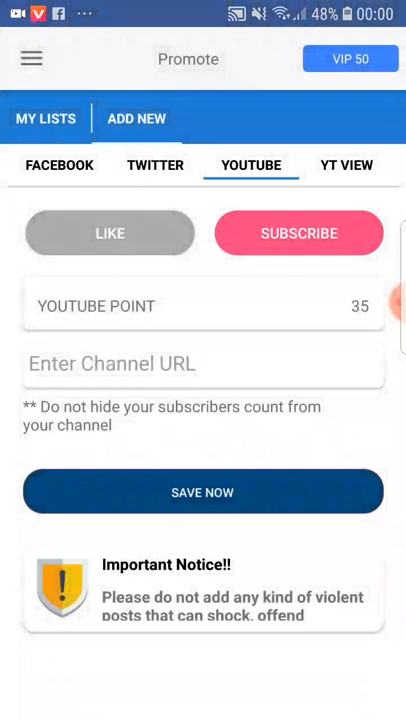 48% 00:00
Promote VIP 50
MY LISTS ADD NEW
FACEBOOK TWITTER YOUTUBE YT VIEW
LIKE SUBSCRIBE
YOUTUBE POINT 35
Enter Channel URL
** Do not hide your subscribers count from
your channel
SAVE NOW
Important Notice!!
Please do not add any kind of violent
posts that can shock, offend